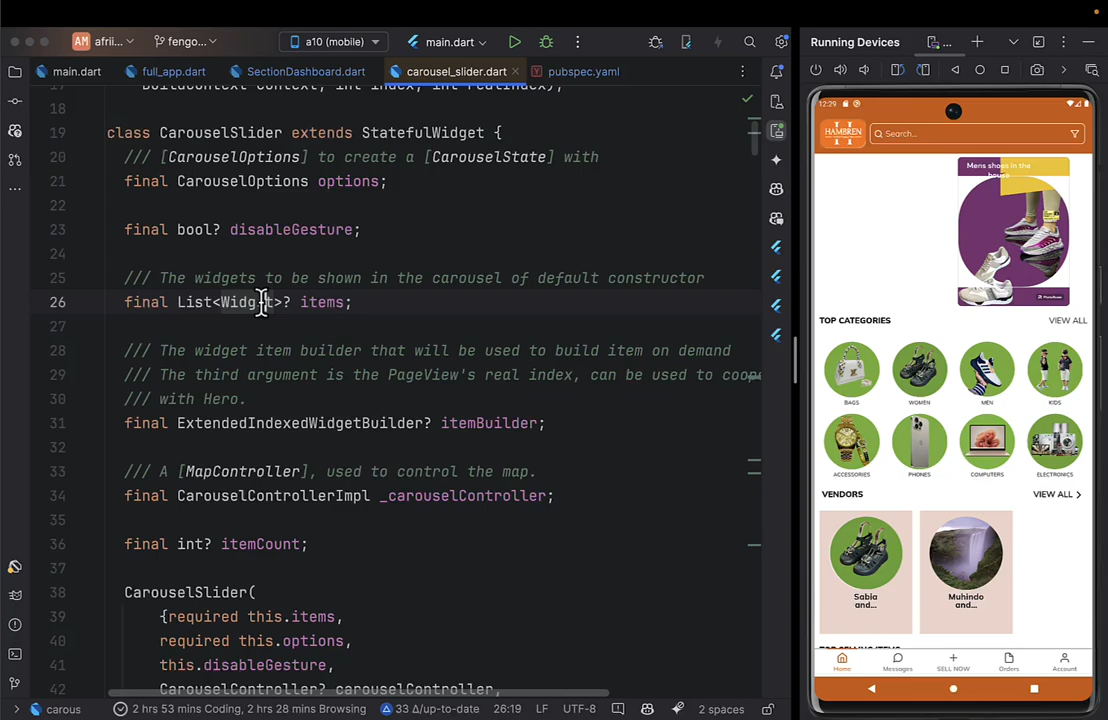 AM afrii...
fengo...
a10 (mobile)
main.dart
Running Devices
...
main.dart
full_app.dart
SectionDashboard.dart
carousel_slider.dart
pubspec.yaml
BuildContext context, int index, int realIndex);
18
19 class CarouselSlider extends StatefulWidget {
20 /// [CarouselOptions] to create a [CarouselState] with
21 final CarouselOptions options;
22
23 final bool? disableGesture;
24
25 /// The widgets to be shown in the carousel of default constructor
26 final List<Widget>? items;
27
28 /// The widget item builder that will be used to build item on demand
29 /// The third argument is the PageView's real index, can be used to coope
30 /// with Hero.
31 final ExtendedIndexedWidgetBuilder? itemBuilder;
32
33 /// A [MapController], used to control the map.
34 final CarouselControllerImpl _carouselController;
35
36 final int? itemCount;
37
38 CarouselSlider(
39 {required this.items,
40 required this.options,
41 this.disableGesture,
42 CarouselController? carouselController,
carous
2 hrs 53 mins Coding, 2 hrs 28 mins Browsing
33 Δ/up-to-date
26:19
LF
UTF-8
2 spaces
12:29
HAMBREN
H
Search...
Mens shoes in the
house
TOP CATEGORIES
VIEW ALL
BAGS
WOMEN
MEN
KIDS
ACCESSORIES
PHONES
COMPUTERS
ELECTRONICS
VENDORS
VIEW ALL
Sabia
and...
Muhindo
and...
Home
Messages
SELL NOW
Orders
Account